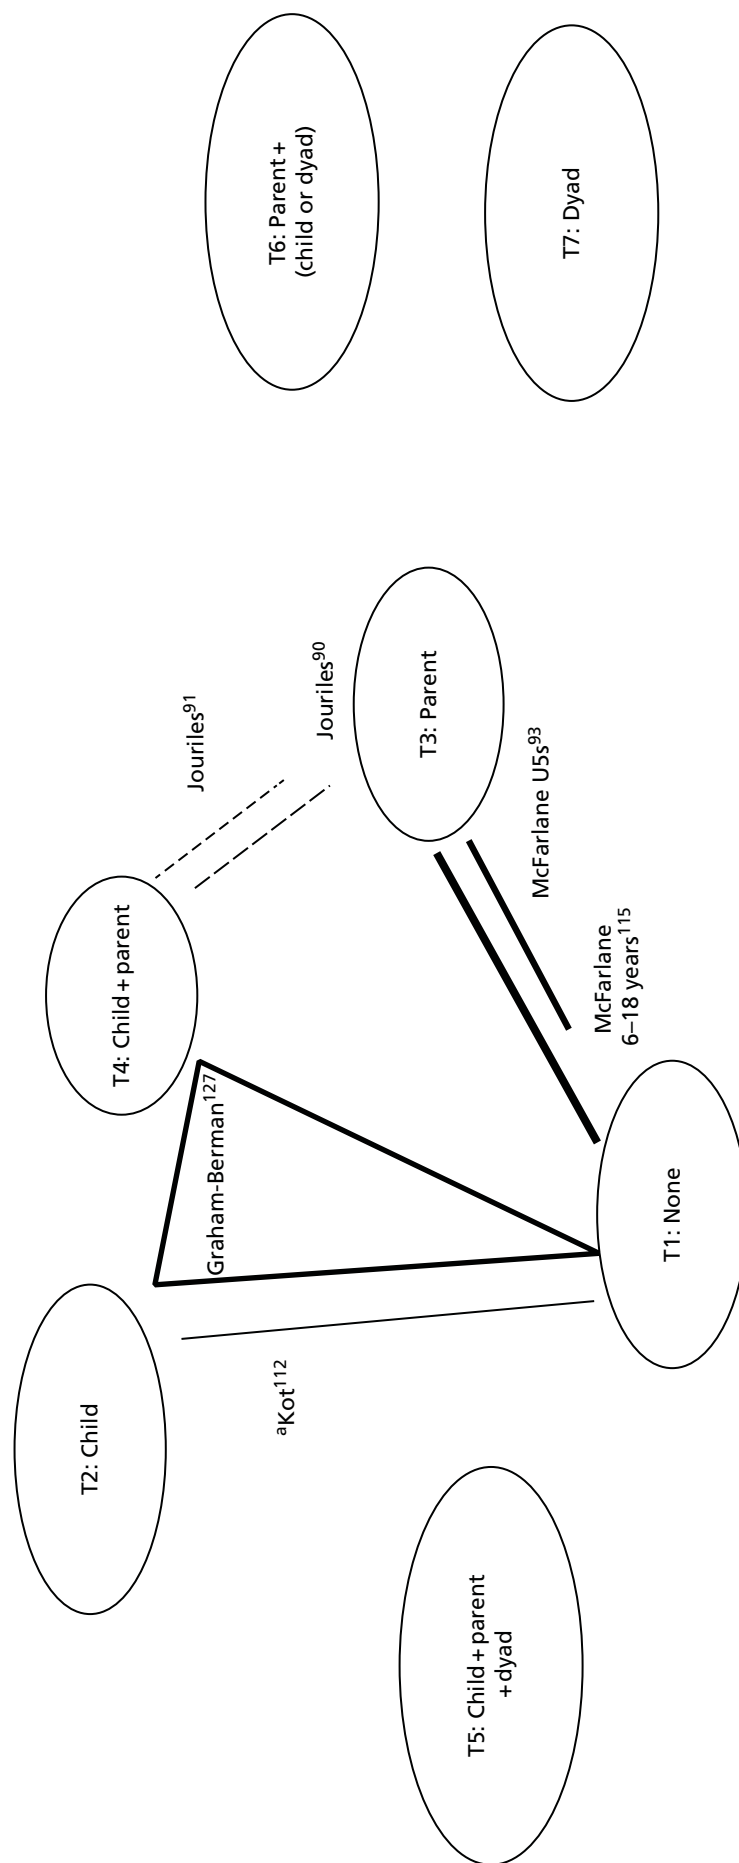 T2: Child
T4: Child + parent
Jouriles⁹¹
T6: Parent +
(child or dyad)
Graham-Berman¹²⁷
ᵃKot¹¹²
Jouriles⁹⁰
T3: Parent
T5: Child + parent
+ dyad
McFarlane U5s⁹³
T7: Dyad
McFarlane
6–18 years¹¹⁵
T1: None